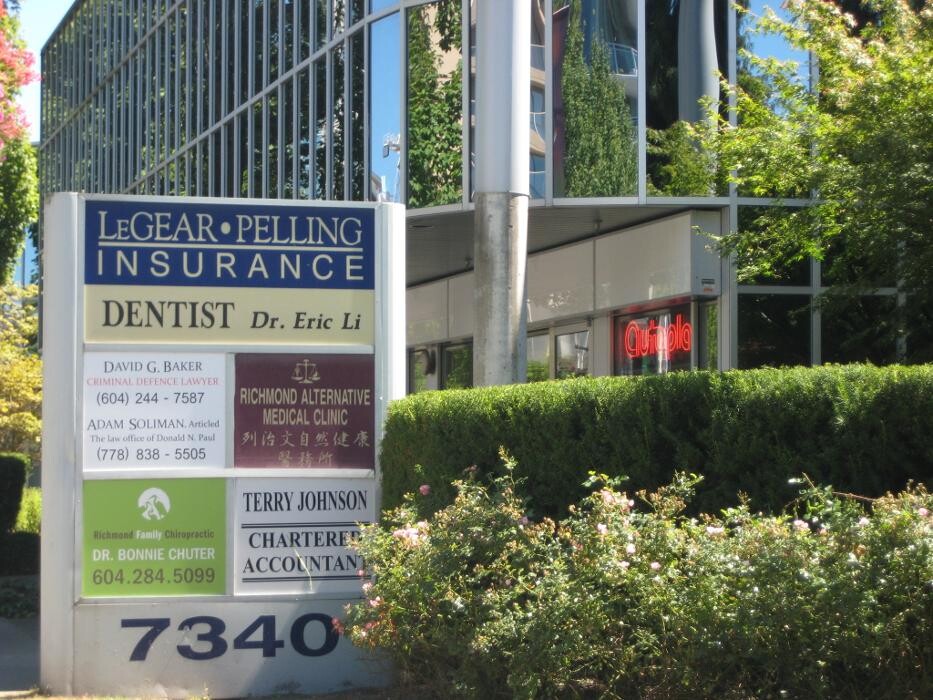 LEGEAR • PELLING
INSURANCE
DENTIST Dr. Eric Li
DAVID G. BAKER
CRIMINAL DEFENCE LAWYER
(604) 244 - 7587
ADAM SOLIMAN, Articled
The law office of Donald N. Paul
(778) 838 - 5505
RICHMOND ALTERNATIVE
MEDICAL CLINIC
列治文自然健康
醫務所
Richmond Family Chiropractic
DR. BONNIE CHUTER
604.284.5099
TERRY JOHNSON
CHARTERED
ACCOUNTANT
7340
Autopla